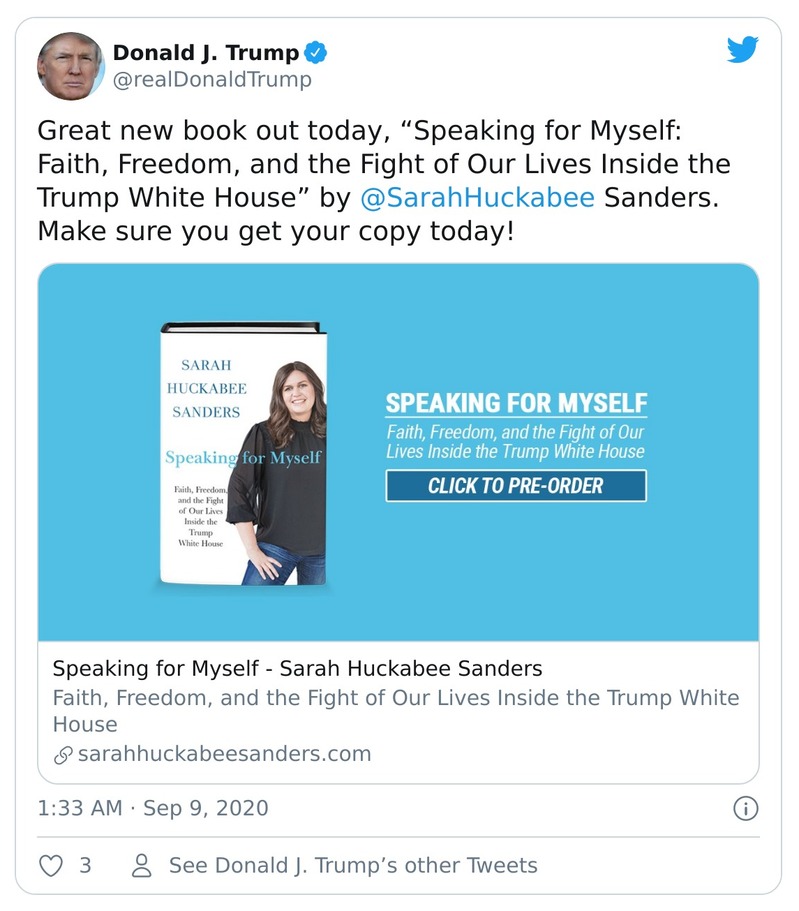 Donald J. Trump
@realDonaldTrump
Great new book out today, “Speaking for Myself:
Faith, Freedom, and the Fight of Our Lives Inside the
Trump White House” by @SarahHuckabee Sanders.
Make sure you get your copy today!
SARAH
HUCKABEE
SANDERS
Speaking for Myself
Faith, Freedom,
and the Fight
of Our Lives
Inside the
Trump
White House
SPEAKING FOR MYSELF
Faith, Freedom, and the Fight of Our
Lives Inside the Trump White House
CLICK TO PRE-ORDER
Speaking for Myself - Sarah Huckabee Sanders
Faith, Freedom, and the Fight of Our Lives Inside the Trump White
House
sarahhuckabeesanders.com
1:33 AM · Sep 9, 2020
3 See Donald J. Trump’s other Tweets